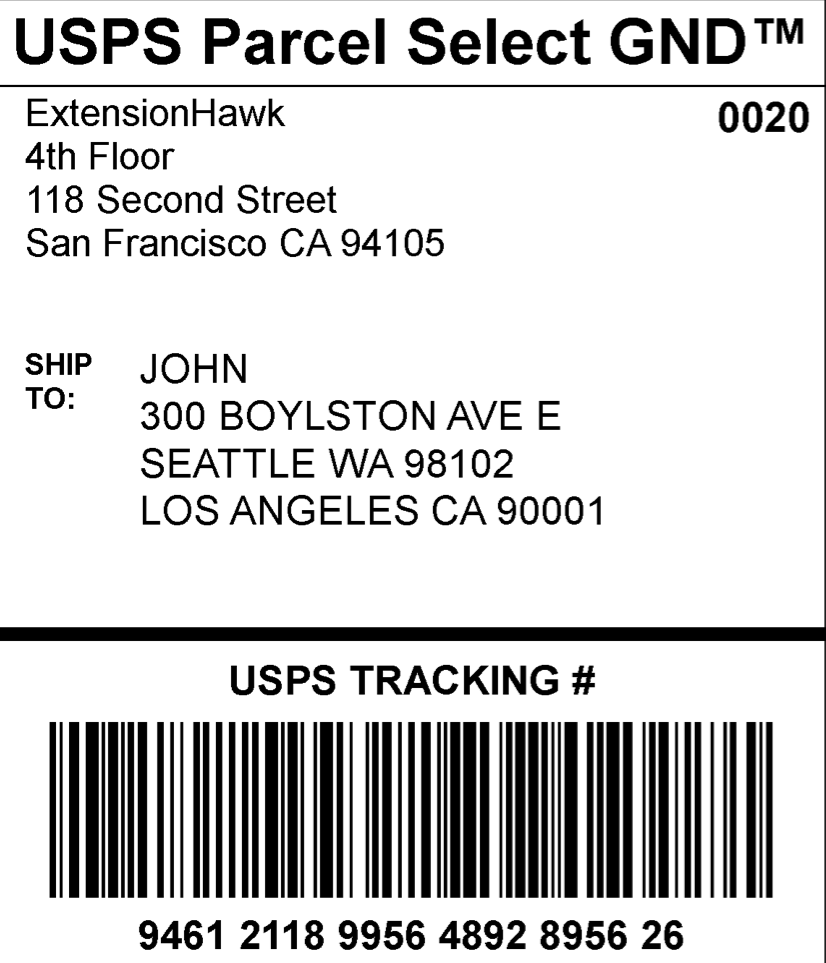 USPS Parcel Select GND™
ExtensionHawk
0020
4th Floor
118 Second Street
San Francisco CA 94105
SHIP TO:
JOHN
300 BOYLSTON AVE E
SEATTLE WA 98102
LOS ANGELES CA 90001
USPS TRACKING #
9461 2118 9956 4892 8956 26